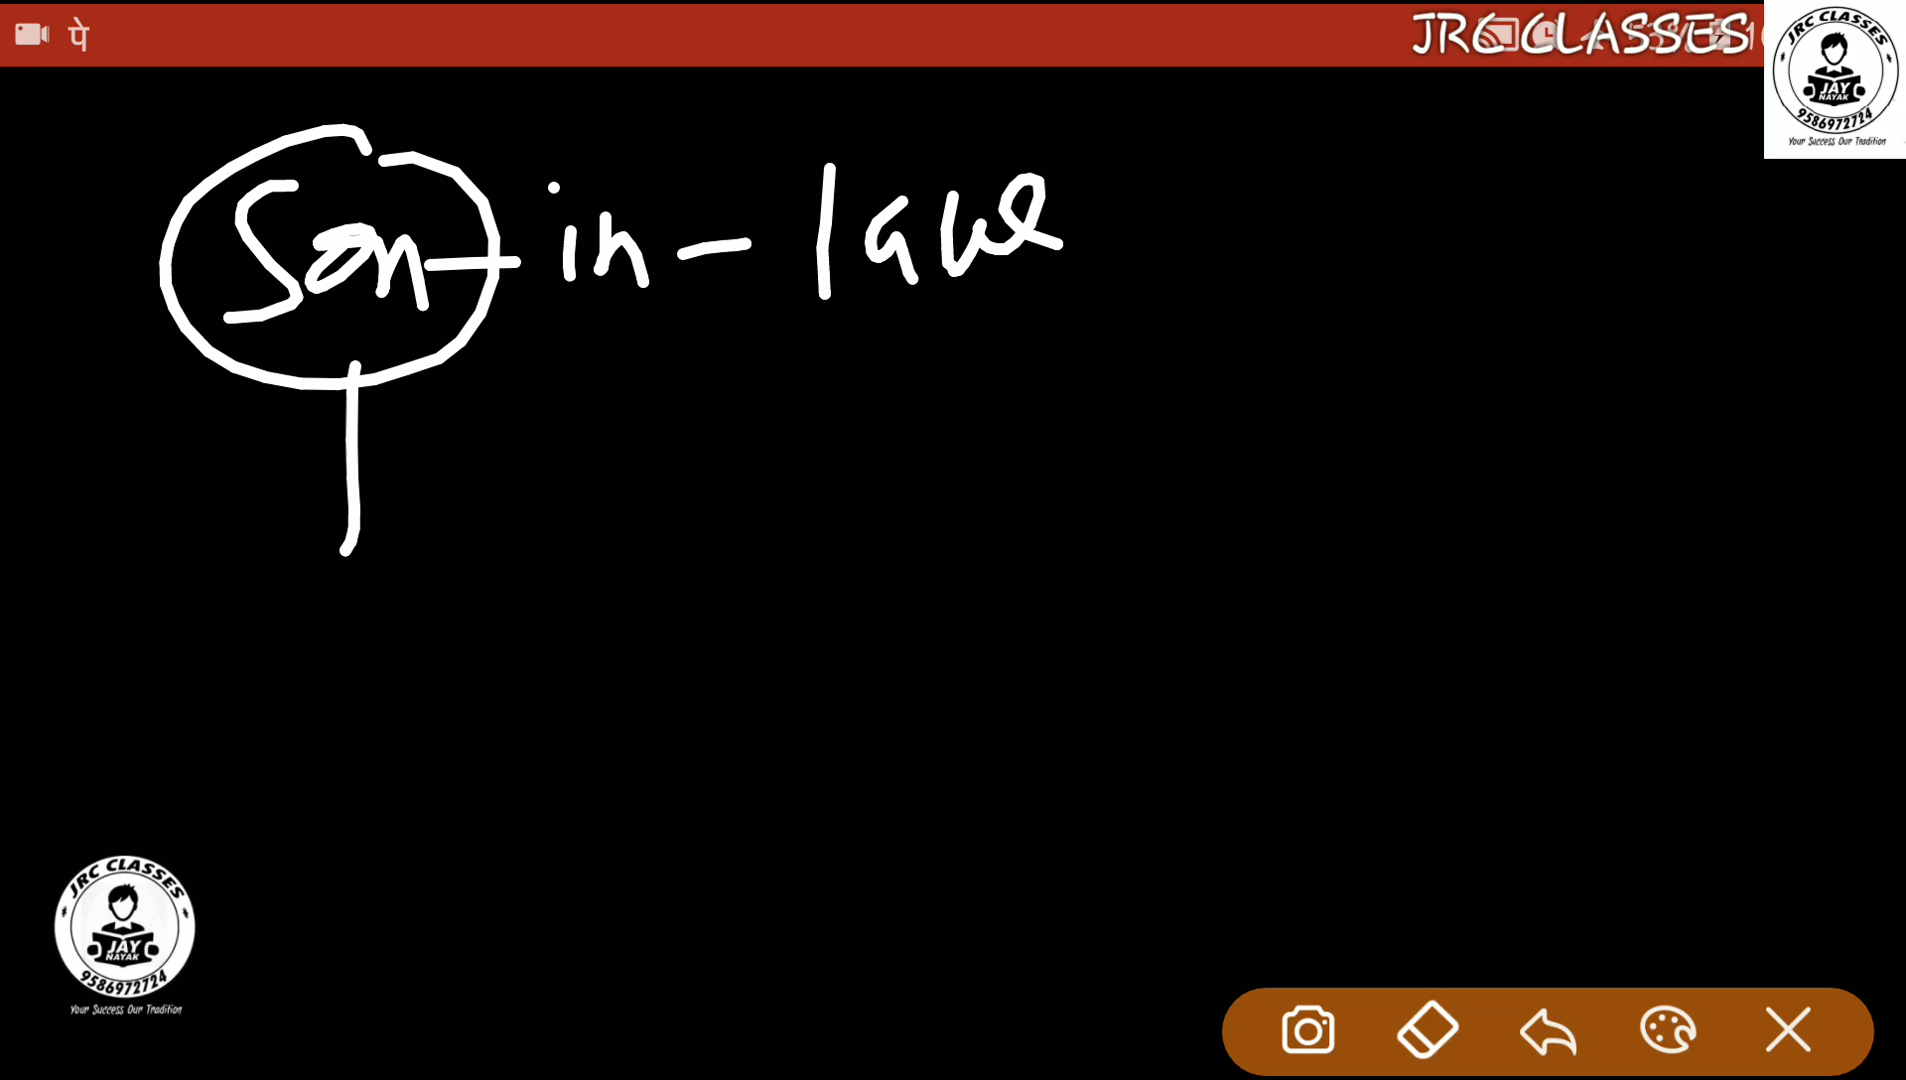 पे JRC CLASSES
JRC CLASSES
JAY
NAYAK
9586972724
Your Success Our Tradition
Son-in-law
JRC CLASSES
JAY
NAYAK
9586972724
Your Success Our Tradition